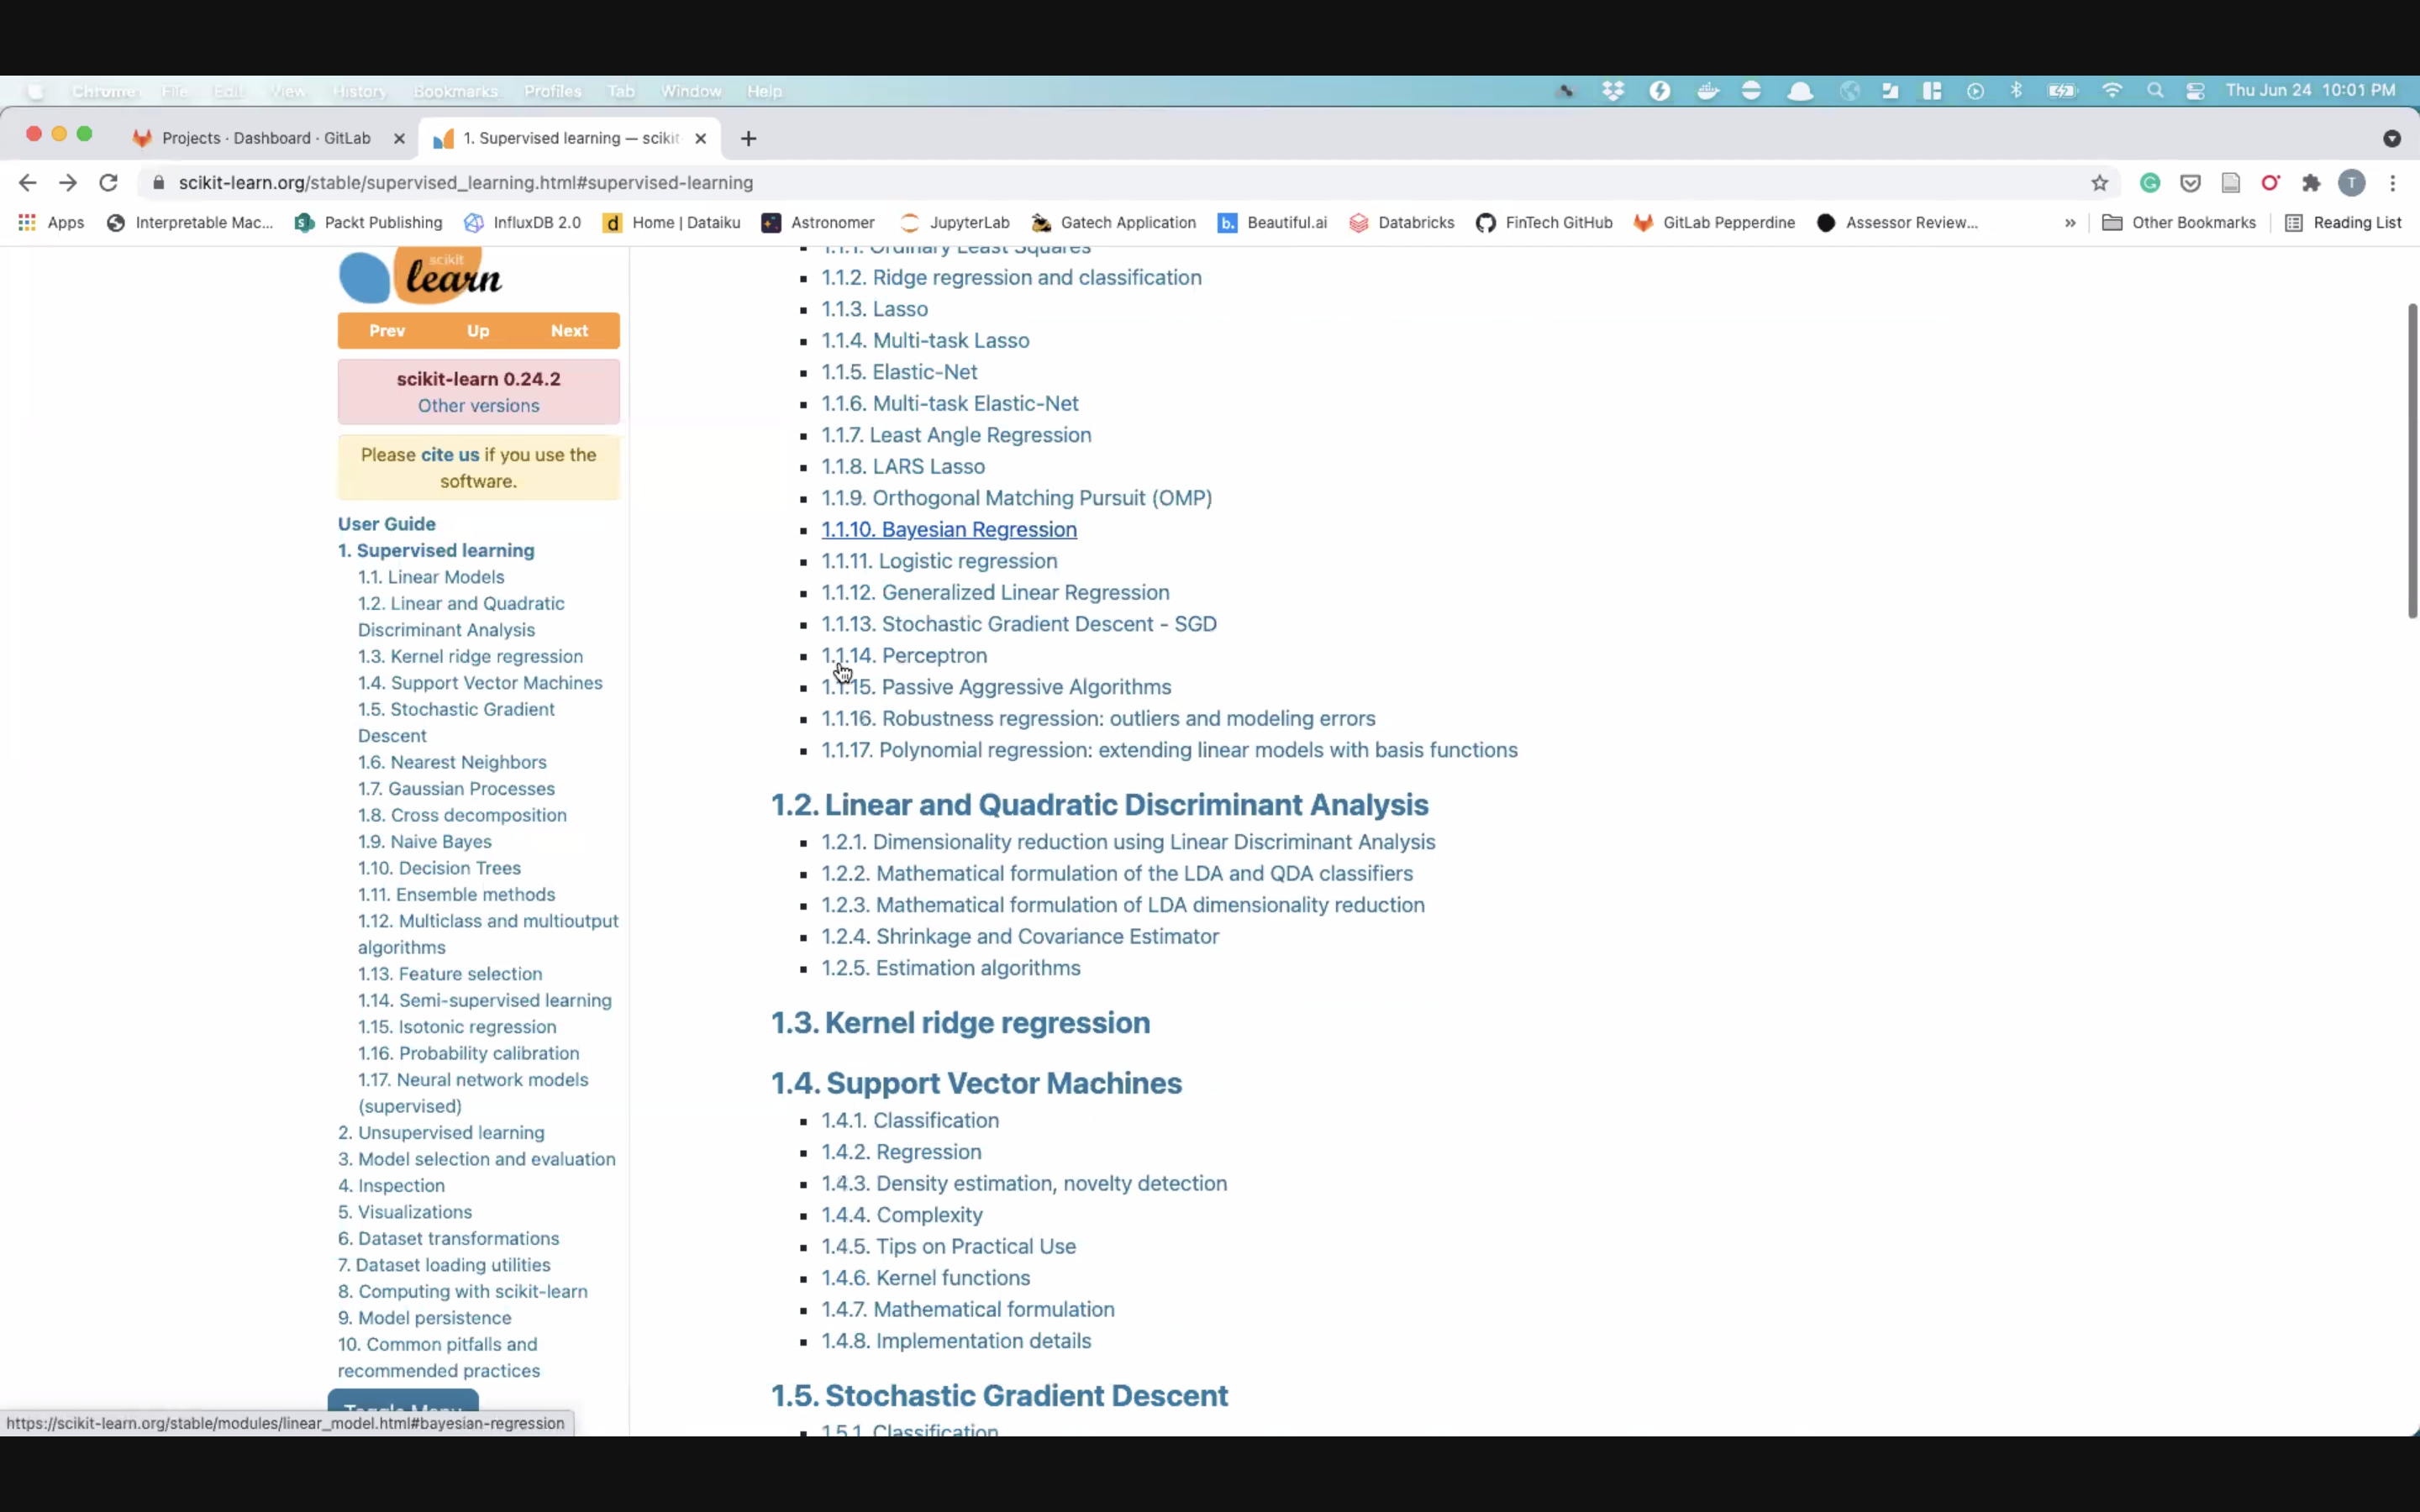 Chrome File Edit View History Bookmarks Profiles Tab Window Help
Thu Jun 24 10:01 PM
Projects · Dashboard · GitLab
1. Supervised learning — scikit
scikit-learn.org/stable/supervised_learning.html#supervised-learning
T
Apps Interpretable Mac... Packt Publishing InfluxDB 2.0 Home | Dataiku Astronomer JupyterLab Gatech Application Beautiful.ai Databricks FinTech GitHub GitLab Pepperdine Assessor Review... » Other Bookmarks Reading List
scikit
learn
Prev Up Next
scikit-learn 0.24.2
Other versions
Please cite us if you use the
software.
User Guide
1. Supervised learning
1.1. Linear Models
1.2. Linear and Quadratic
Discriminant Analysis
1.3. Kernel ridge regression
1.4. Support Vector Machines
1.5. Stochastic Gradient
Descent
1.6. Nearest Neighbors
1.7. Gaussian Processes
1.8. Cross decomposition
1.9. Naive Bayes
1.10. Decision Trees
1.11. Ensemble methods
1.12. Multiclass and multioutput
algorithms
1.13. Feature selection
1.14. Semi-supervised learning
1.15. Isotonic regression
1.16. Probability calibration
1.17. Neural network models
(supervised)
2. Unsupervised learning
3. Model selection and evaluation
4. Inspection
5. Visualizations
6. Dataset transformations
7. Dataset loading utilities
8. Computing with scikit-learn
9. Model persistence
10. Common pitfalls and
recommended practices
Toggle Menu
https://scikit-learn.org/stable/modules/linear_model.html#bayesian-regression
1.1.1. Ordinary Least Squares
1.1.2. Ridge regression and classification
1.1.3. Lasso
1.1.4. Multi-task Lasso
1.1.5. Elastic-Net
1.1.6. Multi-task Elastic-Net
1.1.7. Least Angle Regression
1.1.8. LARS Lasso
1.1.9. Orthogonal Matching Pursuit (OMP)
1.1.10. Bayesian Regression
1.1.11. Logistic regression
1.1.12. Generalized Linear Regression
1.1.13. Stochastic Gradient Descent - SGD
1.1.14. Perceptron
1.1.15. Passive Aggressive Algorithms
1.1.16. Robustness regression: outliers and modeling errors
1.1.17. Polynomial regression: extending linear models with basis functions
1.2. Linear and Quadratic Discriminant Analysis
1.2.1. Dimensionality reduction using Linear Discriminant Analysis
1.2.2. Mathematical formulation of the LDA and QDA classifiers
1.2.3. Mathematical formulation of LDA dimensionality reduction
1.2.4. Shrinkage and Covariance Estimator
1.2.5. Estimation algorithms
1.3. Kernel ridge regression
1.4. Support Vector Machines
1.4.1. Classification
1.4.2. Regression
1.4.3. Density estimation, novelty detection
1.4.4. Complexity
1.4.5. Tips on Practical Use
1.4.6. Kernel functions
1.4.7. Mathematical formulation
1.4.8. Implementation details
1.5. Stochastic Gradient Descent
1.5.1. Classification